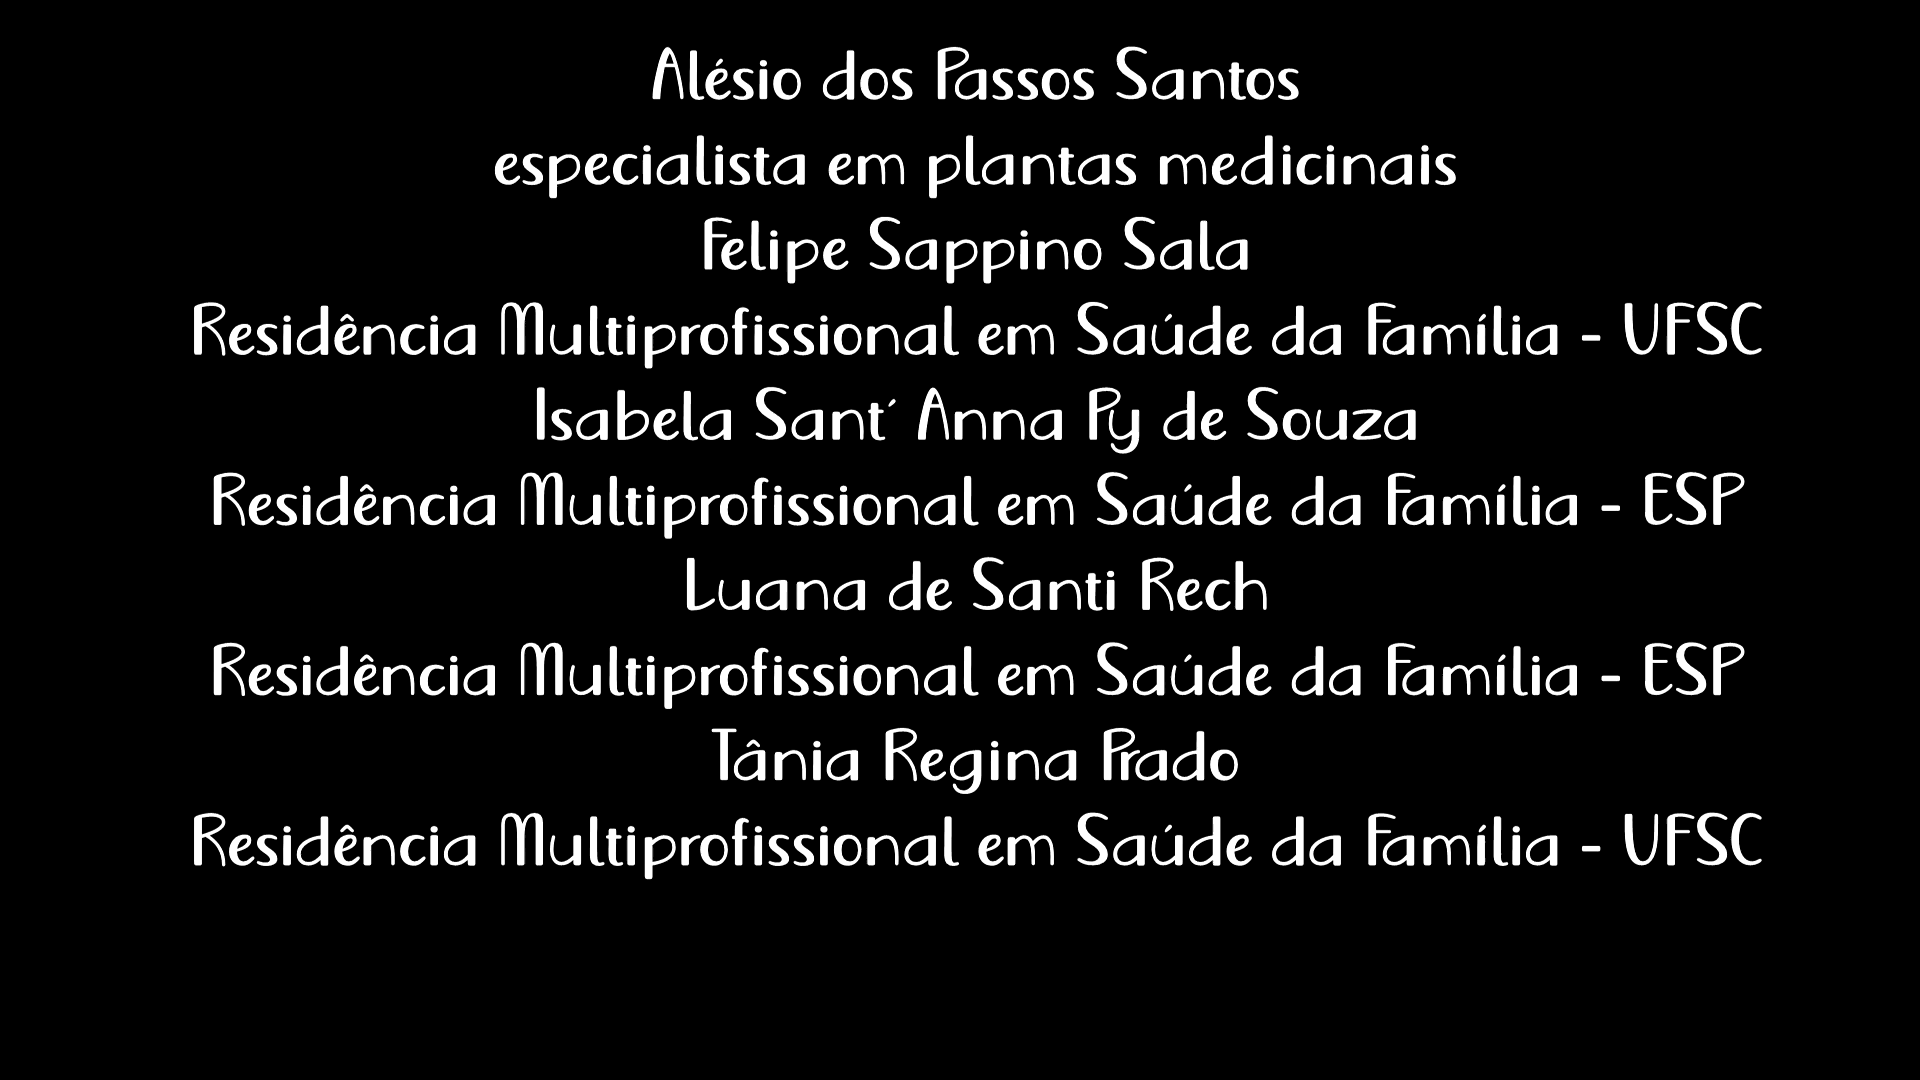 Alésio dos Passos Santos
especialista em plantas medicinais
Felipe Sappino Sala
Residência Multiprofissional em Saúde da Família - UFSC
Isabela Sant´ Anna Py de Souza
Residência Multiprofissional em Saúde da Família - ESP
Luana de Santi Rech
Residência Multiprofissional em Saúde da Família - ESP
Tânia Regina Prado
Residência Multiprofissional em Saúde da Família - UFSC